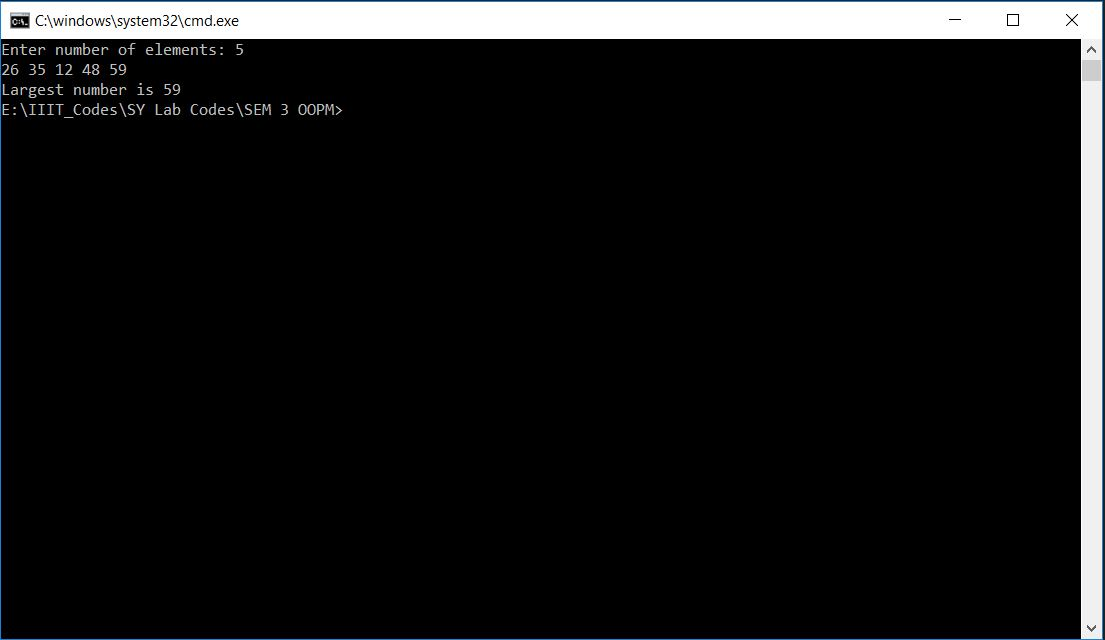 C:\windows\system32\cmd.exe
Enter number of elements: 5
26 35 12 48 59
Largest number is 59
E:\IIIT_Codes\SY Lab Codes\SEM 3 OOPM>